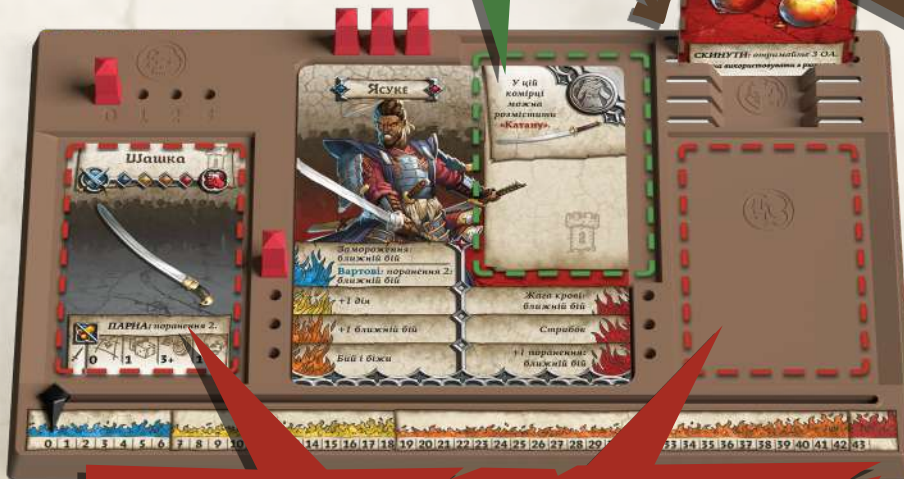 СКИНУТИ: отримайте 3 ОА.
Ясуке
У цій
комірці
можна
розмістити
«Катану».
0 1 2 3
Шашка
ПАРНА: поранення 2.
0 1 3+ 1
Замороження:
ближній бій
Вартові: поранення 2:
ближній бій
+1 дія
+1 ближній бій
Бий і біжи
Жага крові:
ближній бій
Стрибок
+1 поранення:
ближній бій
2
0 1 2 3 4 5 6 7 8 9 10 14 15 16 17 18 19 20 21 22 23 24 25 26 27 28 29 33 34 35 36 37 38 39 40 41 42 43